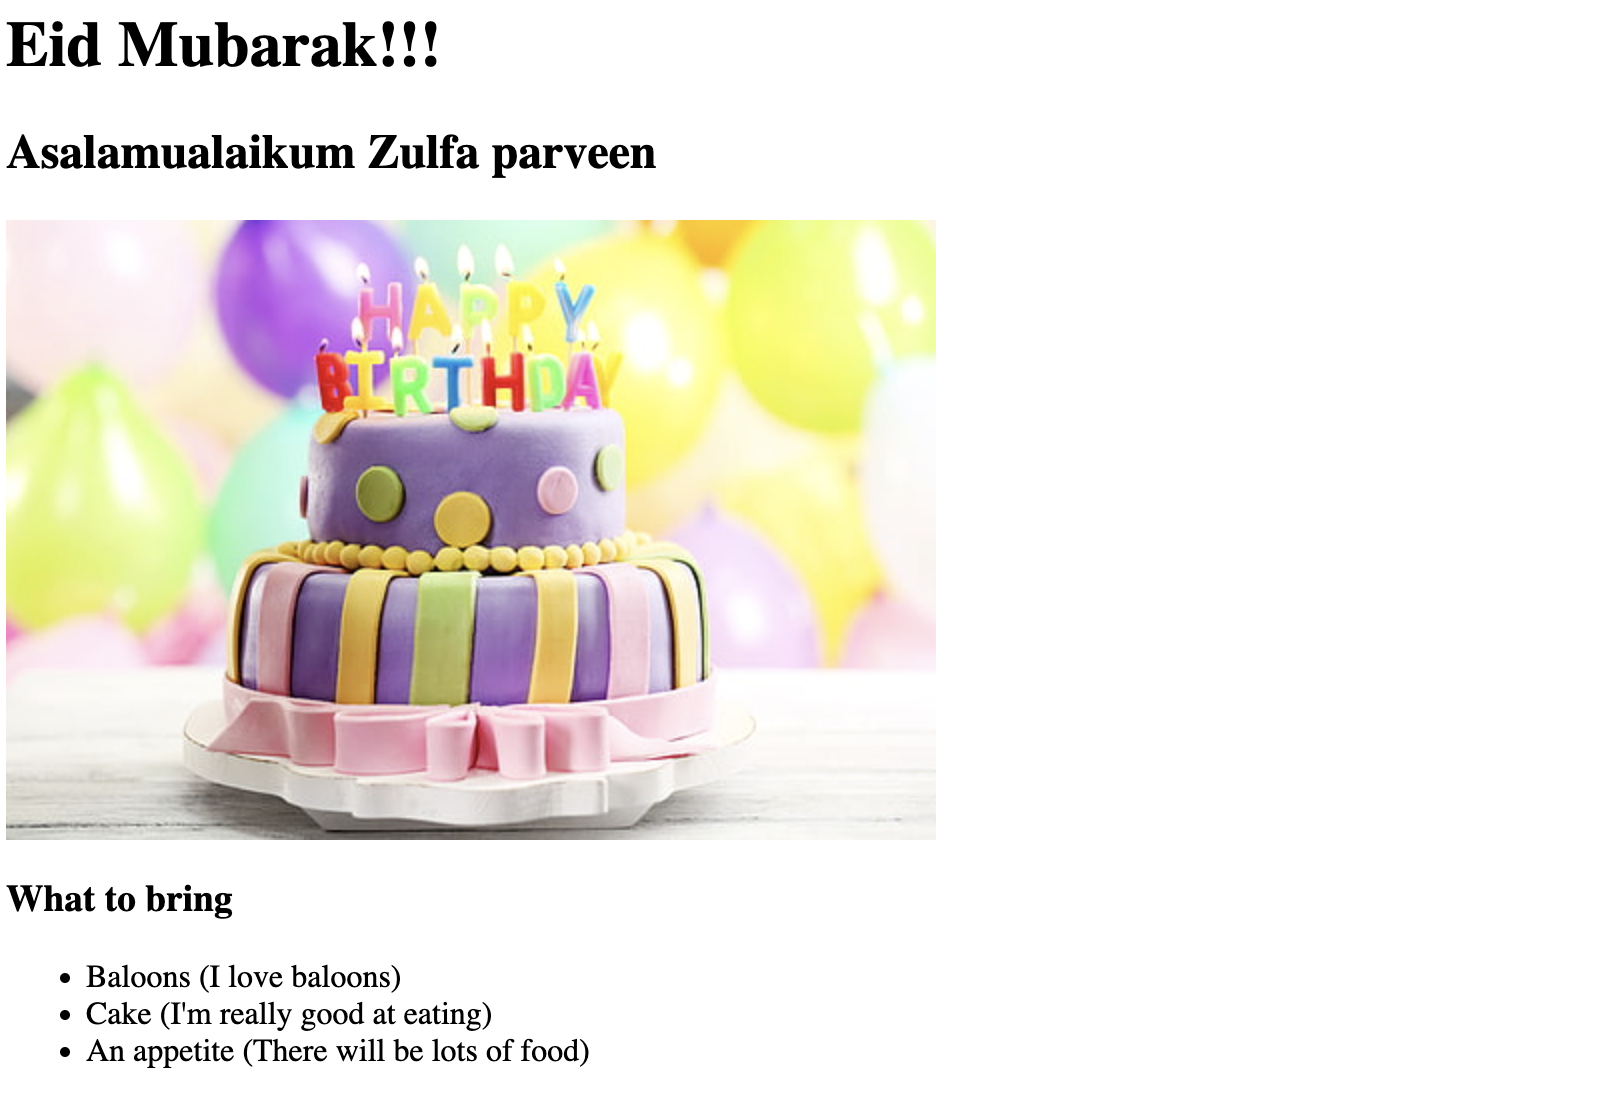 Eid Mubarak!!!
Asalamualaikum Zulfa parveen
HAPPY
BIRTHDAY
What to bring
Baloons (I love baloons)
Cake (I'm really good at eating)
An appetite (There will be lots of food)